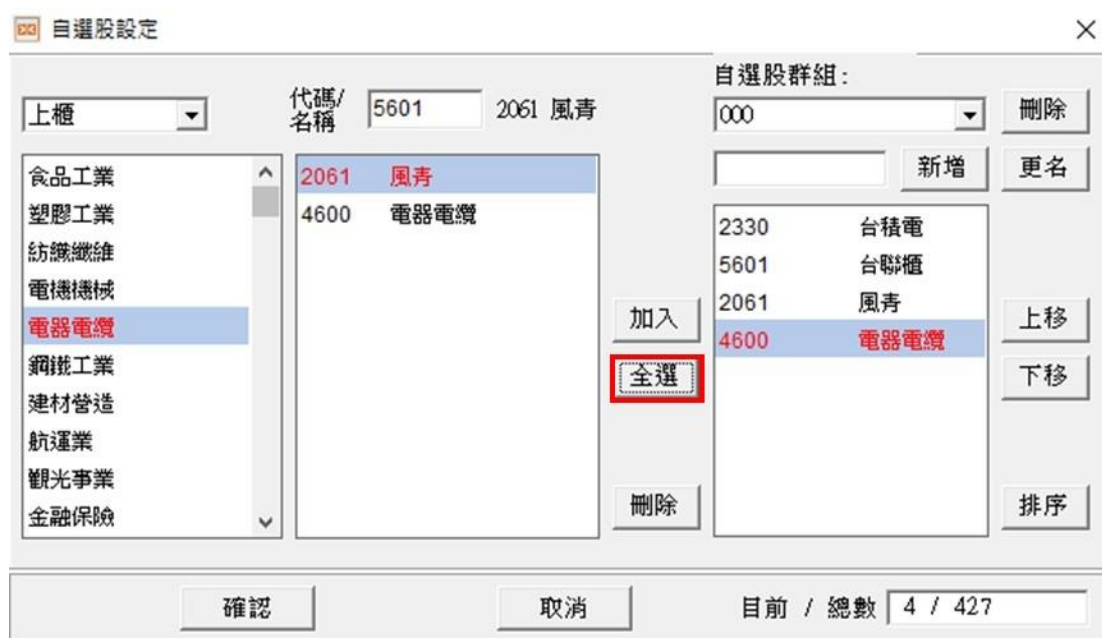 自選股設定
自選股群組:
上櫃
代碼/
名稱
5601
2061 風青
000
刪除
新增
更名
食品工業
塑膠工業
紡織纖維
電機機械
電器電纜
鋼鐵工業
建材營造
航運業
觀光事業
金融保險
2061 風青
4600 電器電纜
加入
全選
刪除
2330 台積電
5601 台聯櫃
2061 風青
4600 電器電纜
上移
下移
排序
確認
取消
目前 / 總數 4 / 427